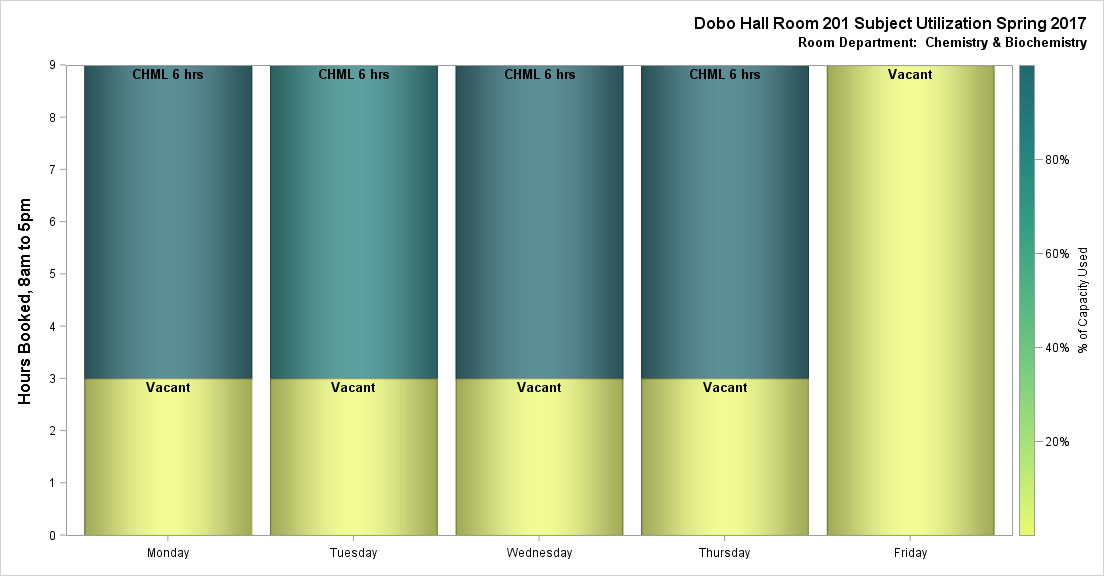 Dobo Hall Room 201 Subject Utilization Spring 2017
Room Department: Chemistry & Biochemistry
Hours Booked, 8am to 5pm
9
8
7
6
5
4
3
2
1
0
CHML 6 hrs
CHML 6 hrs
CHML 6 hrs
CHML 6 hrs
Vacant
Vacant
Vacant
Vacant
Vacant
Monday
Tuesday
Wednesday
Thursday
Friday
80%
60%
40%
20%
% of Capacity Used